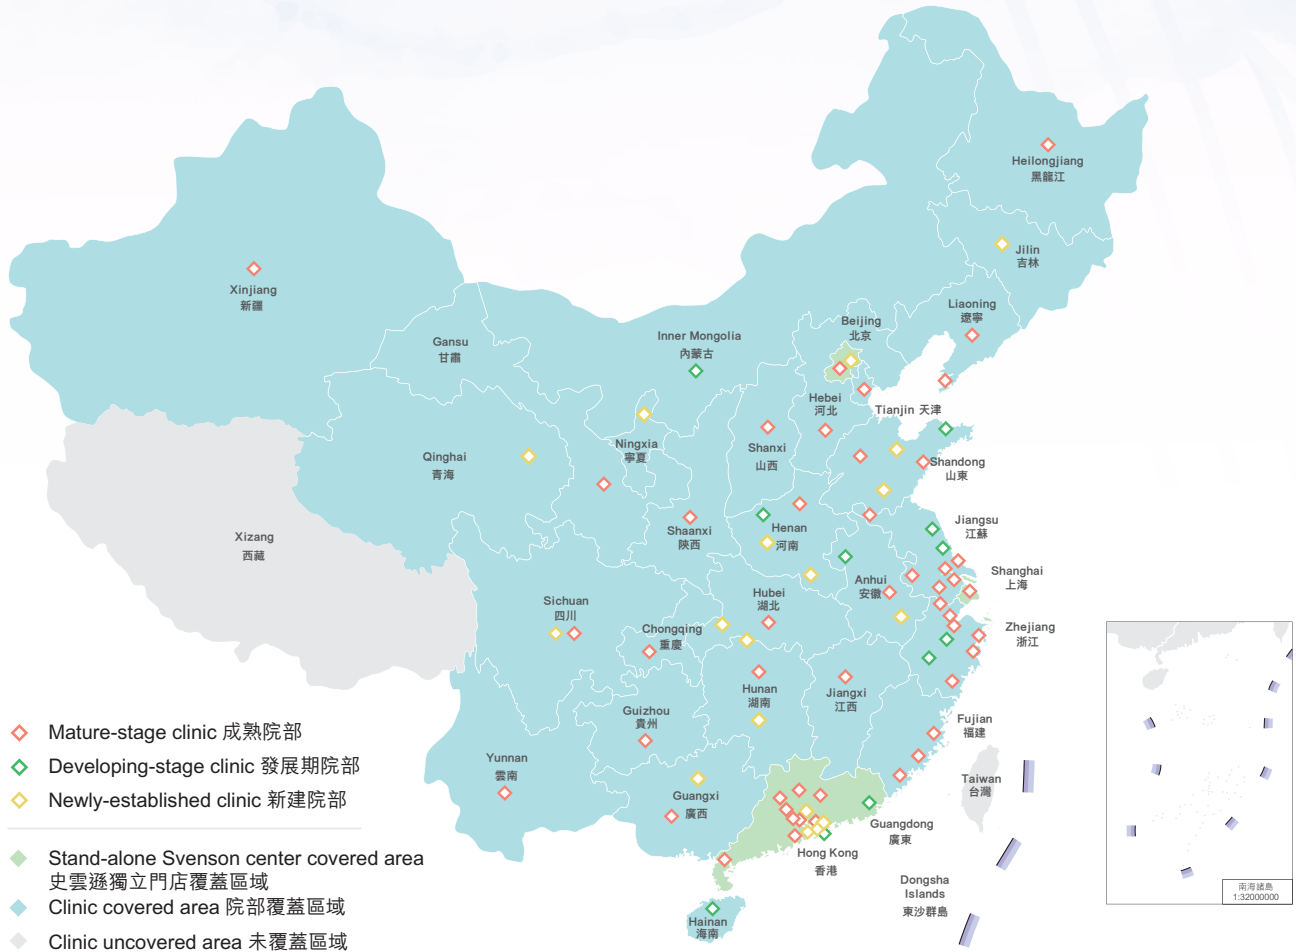 Heilongjiang
黑龍江
Jilin
吉林
Xinjiang
新疆
Liaoning
遼寧
Beijing
北京
Inner Mongolia
內蒙古
Gansu
甘肅
Hebei
河北
Tianjin 天津
Ningxia
寧夏
Shanxi
山西
Qinghai
青海
Shandong
山東
Shaanxi
陝西
Henan
河南
Jiangsu
江蘇
Xizang
西藏
Shanghai
上海
Anhui
安徽
Hubei
湖北
Sichuan
四川
Chongqing
重慶
Zhejiang
浙江
Hunan
湖南
Jiangxi
江西
Guizhou
貴州
Fujian
福建
Yunnan
雲南
Taiwan
台灣
Guangxi
廣西
Guangdong
廣東
Hong Kong
香港
Dongsha
Islands
東沙群島
Hainan
海南
Mature-stage clinic 成熟院部
Developing-stage clinic 發展期院部
Newly-established clinic 新建院部
Stand-alone Svenson center covered area
史雲遜獨立門店覆蓋區域
Clinic covered area 院部覆蓋區域
Clinic uncovered area 未覆蓋區域
南海諸島
1:32000000